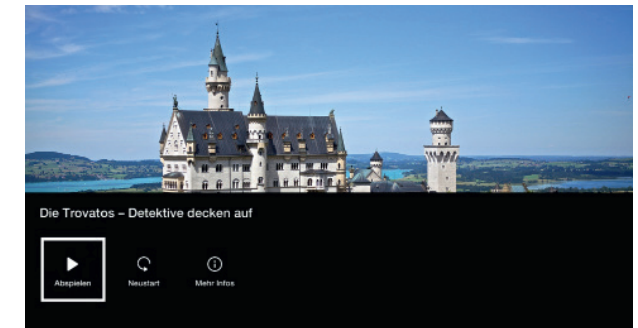 Die Trovatos – Detektive decken auf
Abspielen
Neustart
Mehr Infos